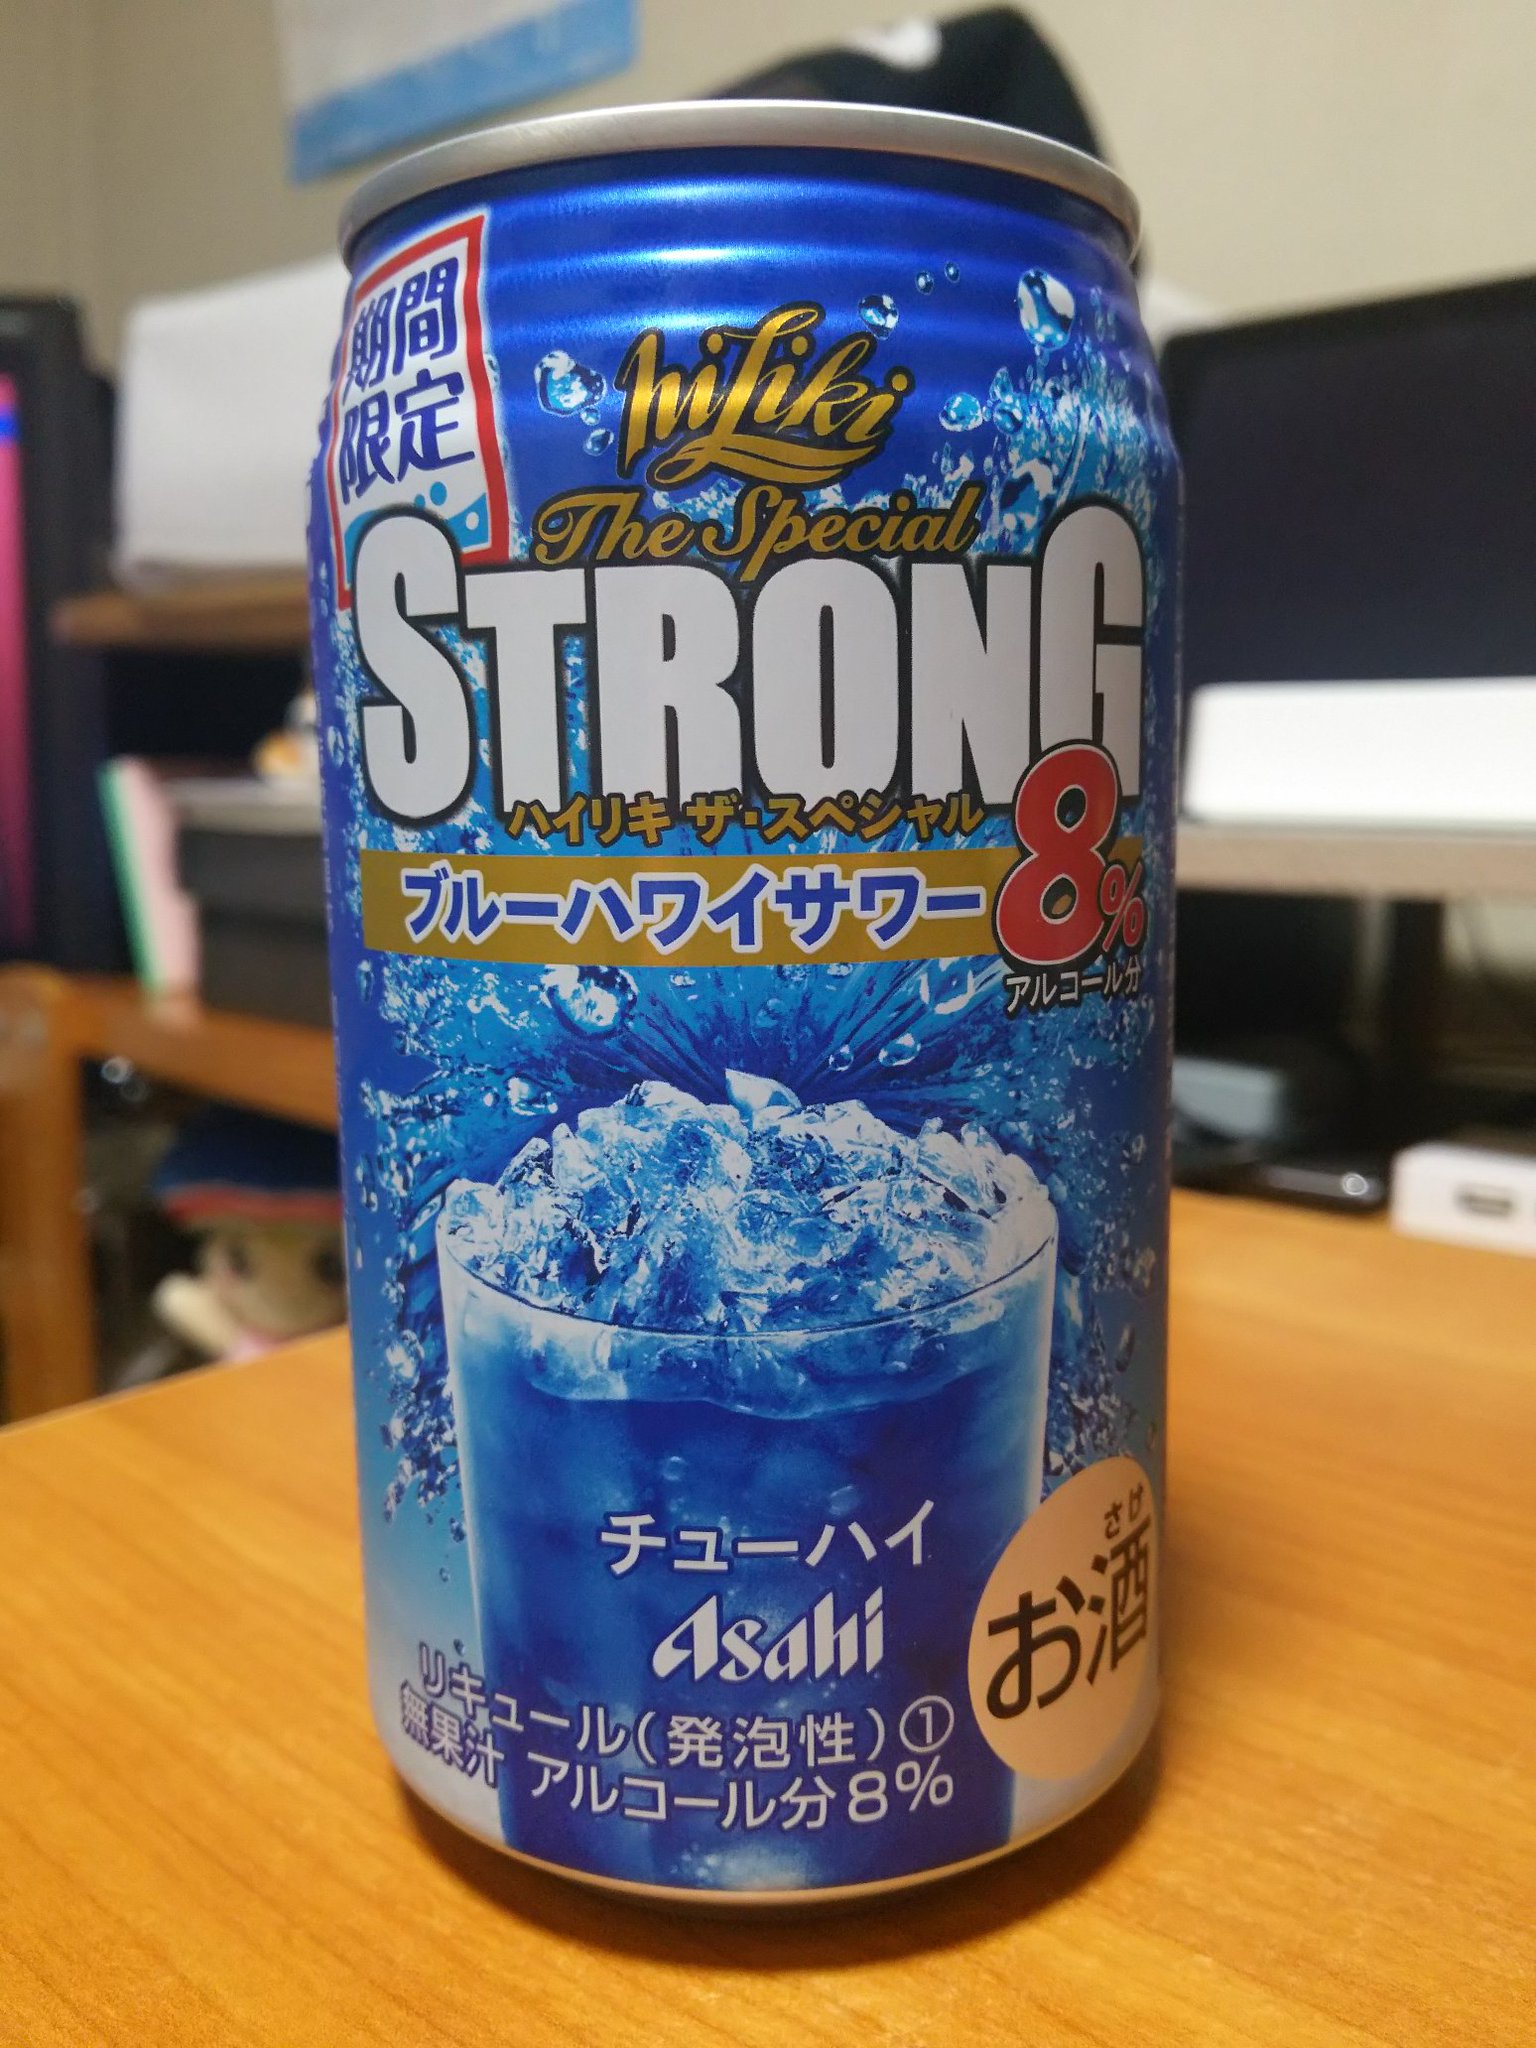 期間
限定
hiLiki
The Special
STRONG
ハイリキ ザ・スペシャル
ブルーハワイサワー
8%
アルコール分
チューハイ
Asahi
さけ
お酒
リキュール(発泡性)①
無果汁 アルコール分8%